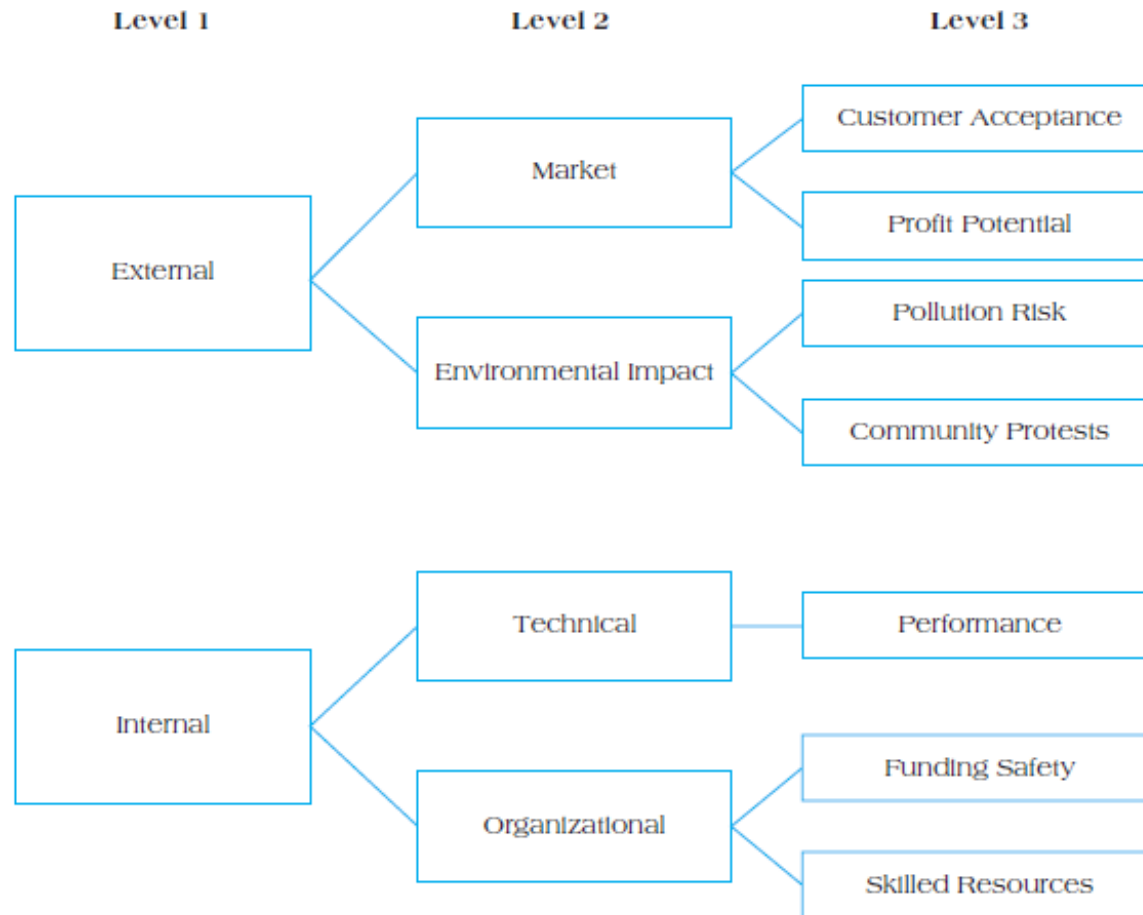 Level 1
Level 2
Level 3
External
Market
Customer Acceptance
Profit Potential
Environmental Impact
Pollution Risk
Community Protests
Internal
Technical
Performance
Organizational
Funding Safety
Skilled Resources